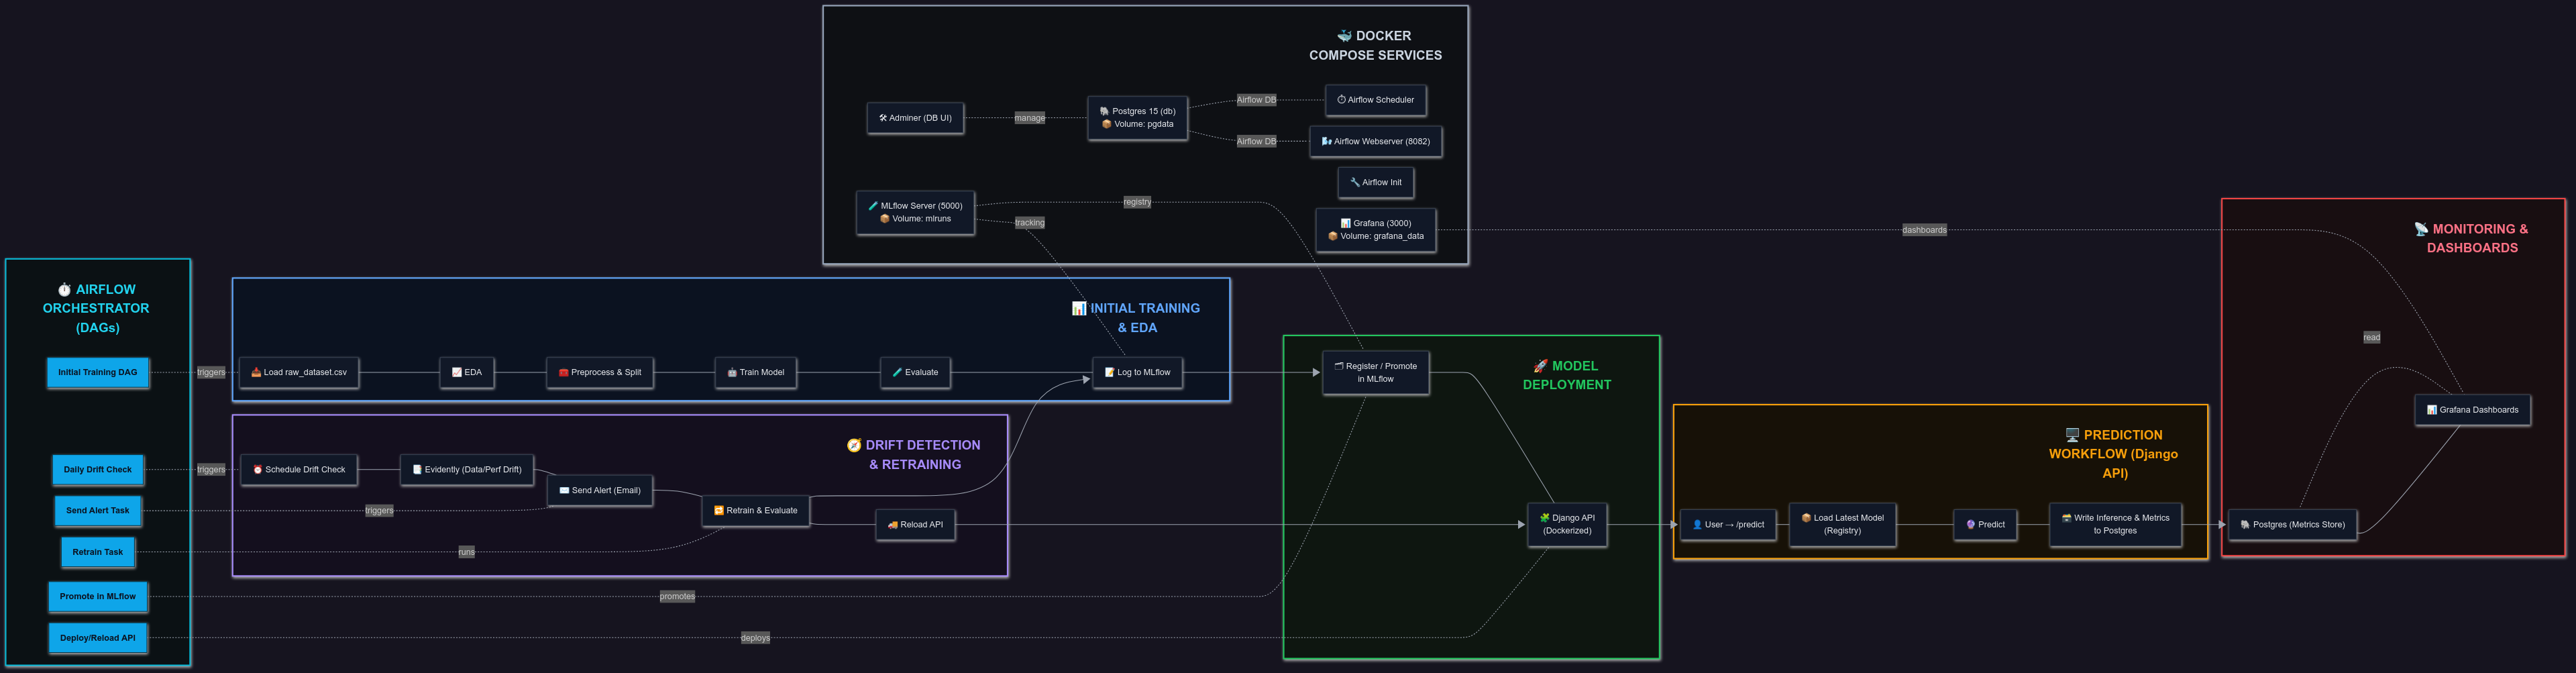 🐳 DOCKER
COMPOSE SERVICES
🛠 Adminer (DB UI)
manage
🐘 Postgres 15 (db)
📦 Volume: pgdata
Airflow DB
Airflow DB
⏱ Airflow Scheduler
🌬 Airflow Webserver (8082)
🔧 Airflow Init
🧪 MLflow Server (5000)
📦 Volume: mlruns
registry
tracking
📊 Grafana (3000)
📦 Volume: grafana_data
dashboards
⏱ AIRFLOW
ORCHESTRATOR
(DAGs)
Initial Training DAG
Daily Drift Check
Send Alert Task
Retrain Task
Promote in MLflow
Deploy/Reload API
triggers
triggers
triggers
runs
promotes
deploys
📊 INITIAL TRAINING
& EDA
📥 Load raw_dataset.csv
📈 EDA
🧰 Preprocess & Split
🤖 Train Model
🧪 Evaluate
📝 Log to MLflow
🧭 DRIFT DETECTION
& RETRAINING
⏰ Schedule Drift Check
📑 Evidently (Data/Perf Drift)
✉️ Send Alert (Email)
🔁 Retrain & Evaluate
🚚 Reload API
🚀 MODEL
DEPLOYMENT
🗂 Register / Promote
in MLflow
🧩 Django API
(Dockerized)
🖥️ PREDICTION
WORKFLOW (Django
API)
👤 User → /predict
📦 Load Latest Model
(Registry)
🔮 Predict
🗃 Write Inference & Metrics
to Postgres
📡 MONITORING &
DASHBOARDS
read
📊 Grafana Dashboards
🐘 Postgres (Metrics Store)